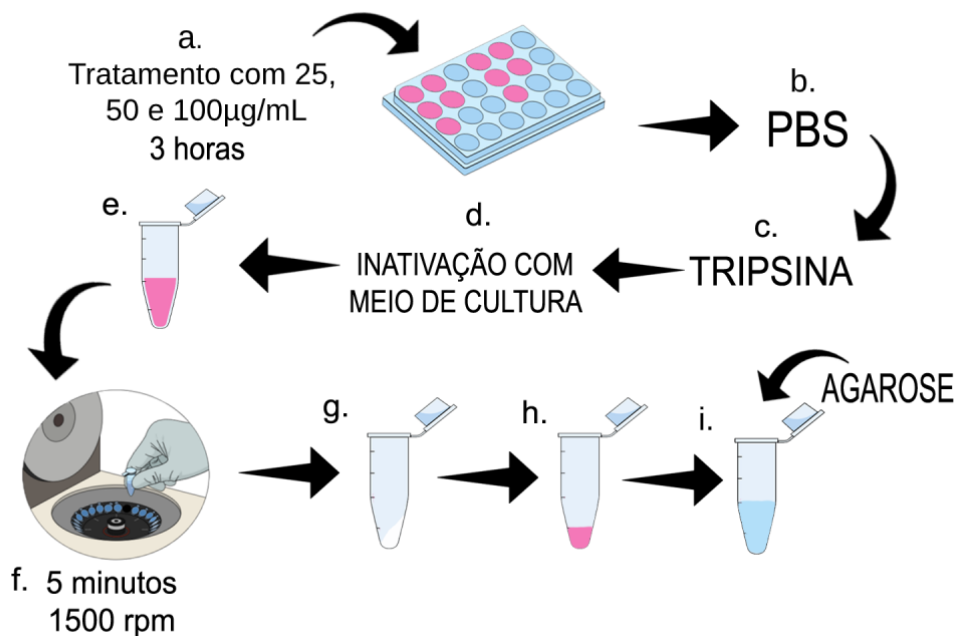 a.
Tratamento com 25,
50 e 100µg/mL
3 horas
b.
PBS
c.
TRIPSINA
d.
INATIVAÇÃO COM
MEIO DE CULTURA
e.
f. 5 minutos
1500 rpm
g.
h.
i.
AGAROSE